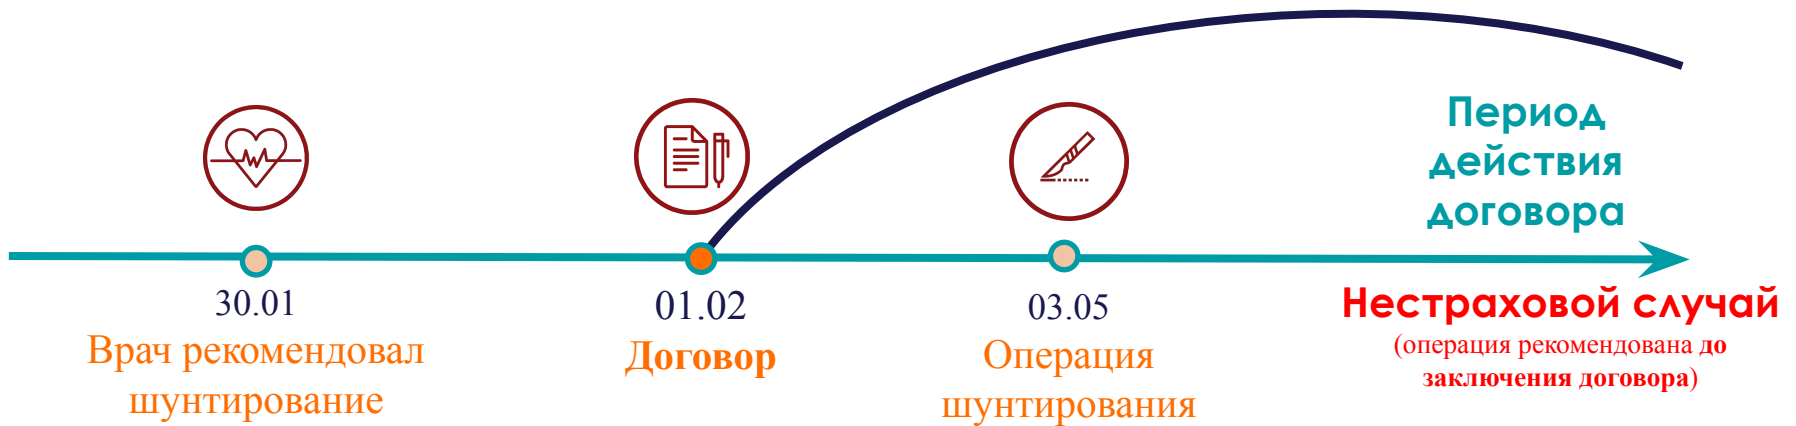 Период
действия
договора
30.01
Врач рекомендовал
шунтирование
01.02
Договор
03.05
Операция
шунтирования
Нестраховой случай
(операция рекомендована до
заключения договора)